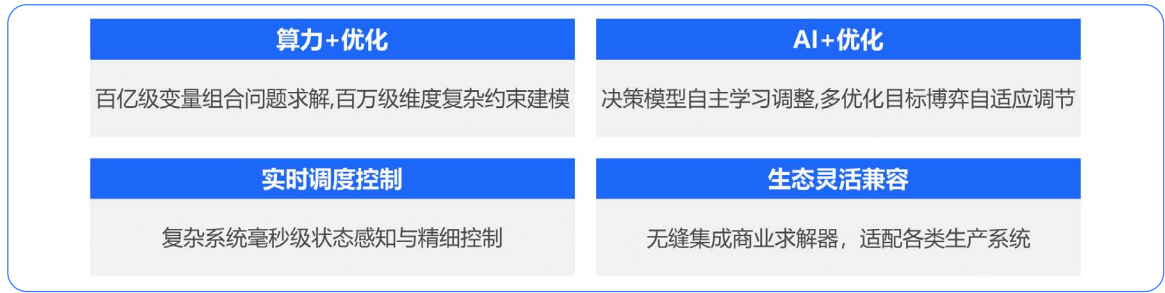 算力+优化
百亿级变量组合问题求解,百万级维度复杂约束建模
AI+优化
决策模型自主学习调整,多优化目标博弈自适应调节
实时调度控制
复杂系统毫秒级状态感知与精细控制
生态灵活兼容
无缝集成商业求解器，适配各类生产系统